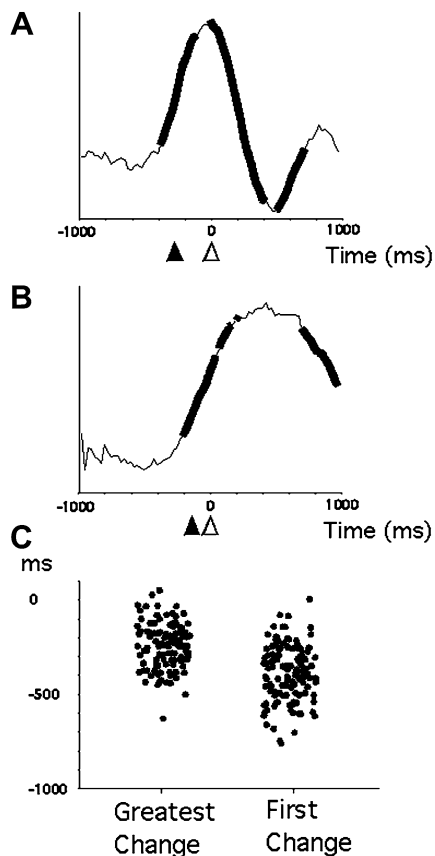 A
-1000 0 1000
Time (ms)
B
-1000 0 1000
Time (ms)
C
ms
0
-500
-1000
Greatest First
Change Change